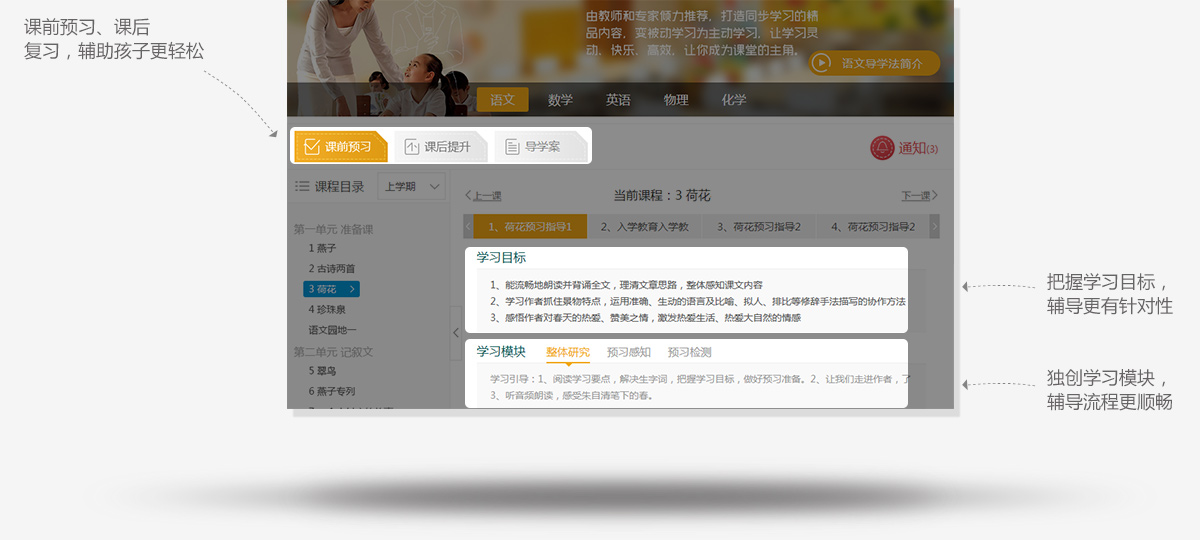 课前预习、课后
复习，辅助孩子更轻松
由教师和专家倾力推荐，打造同步学习的精
品内容，变被动学习为主动学习，让学习灵
动、快乐、高效，让你成为课堂的主角。
语文导学法简介
语文 数学 英语 物理 化学
课前预习 课后提升 导学案
通知(3)
课程目录 上学期
上一课 当前课程：3 荷花 下一课
1、荷花预习指导1 2、入学教育入学教 3、荷花预习指导2 4、荷花预习指导2
第一单元 准备课
1 燕子
2 古诗两首
3 荷花
4 珍珠泉
语文园地一
第二单元 记叙文
5 翠鸟
6 燕子专列
学习目标
1、能流畅地朗读并背诵全文，理清文章思路，整体感知课文内容
2、学习作者抓住景物特点，运用准确、生动的语言及比喻、拟人、排比等修辞手法描写的协作方法
3、感悟作者对春天的热爱、赞美之情，激发热爱生活、热爱大自然的情感
学习模块 整体研究 预习感知 预习检测
学习引导：1、阅读学习要点，解决生字词，把握学习目标，做好预习准备。2、让我们走进作者，了
3、听音频朗读，感受朱自清笔下的春。
把握学习目标，
辅导更有针对性
独创学习模块，
辅导流程更顺畅